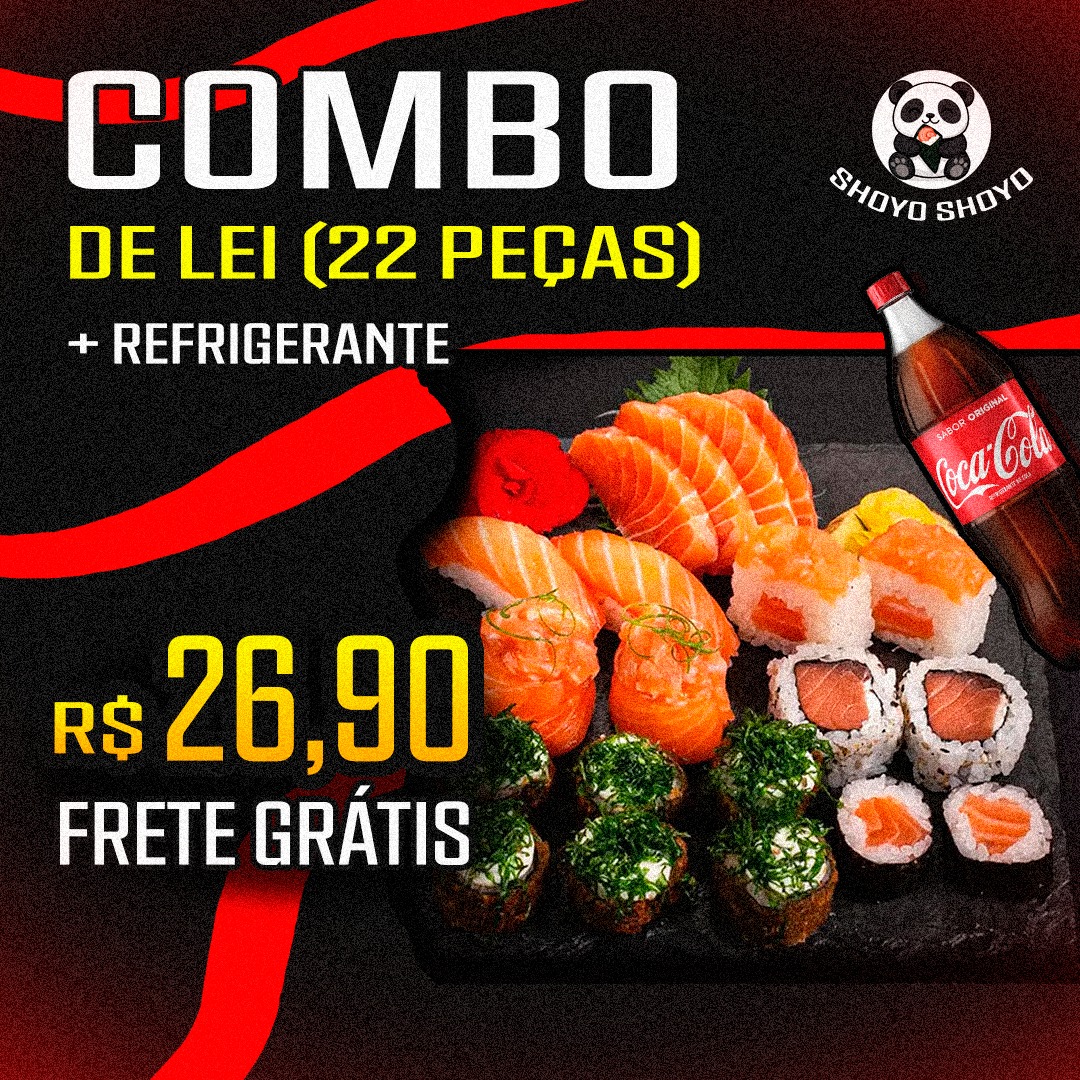 COMBO
DE LEI (22 PEÇAS)
+ REFRIGERANTE
SHOYO SHOYO
SABOR ORIGINAL
Coca-Cola
R$ 26,90
FRETE GRÁTIS